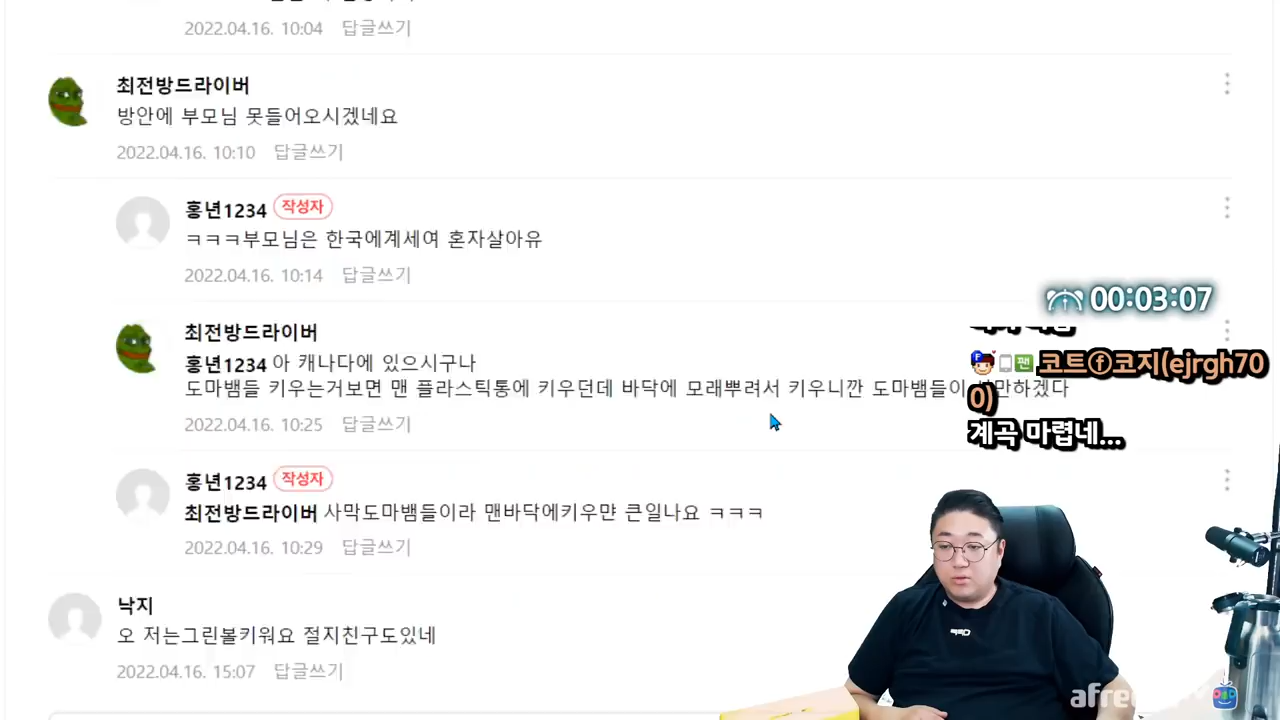 2022.04.16. 10:04 답글쓰기
최전방드라이버
방안에 부모님 못들어오시겠네요
2022.04.16. 10:10 답글쓰기
홍년1234 작성자
ㅋㅋㅋ부모님은 한국에계세여 혼자살아유
2022.04.16. 10:14 답글쓰기
00:03:07
최전방드라이버
홍년1234 아 캐나다에 있으시구나
코트ⓕ코지(ejrgh70
도마뱀들 키우는거보면 맨 플라스틱통에 키우던데 바닥에 모래뿌려서 키우니깐 도마뱀들이 만하겠다
0)
2022.04.16. 10:25 답글쓰기
계곡 마렵네...
홍년1234 작성자
최전방드라이버 사막도마뱀들이라 맨바닥에키우먄 큰일나요 ㅋㅋㅋ
2022.04.16. 10:29 답글쓰기
낙지
오 저는그린볼키워요 절지친구도있네
2022.04.16. 15:07 답글쓰기